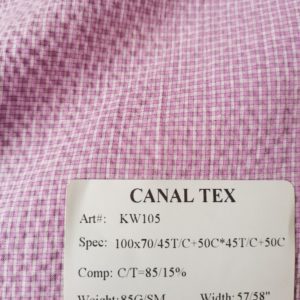 CANAL TEX
Art#: KW105
Spec: 100x70/45T/C+50C*45T/C+50C
Comp: C/T=85/15%
Weight:85G/SM Width:57/58"